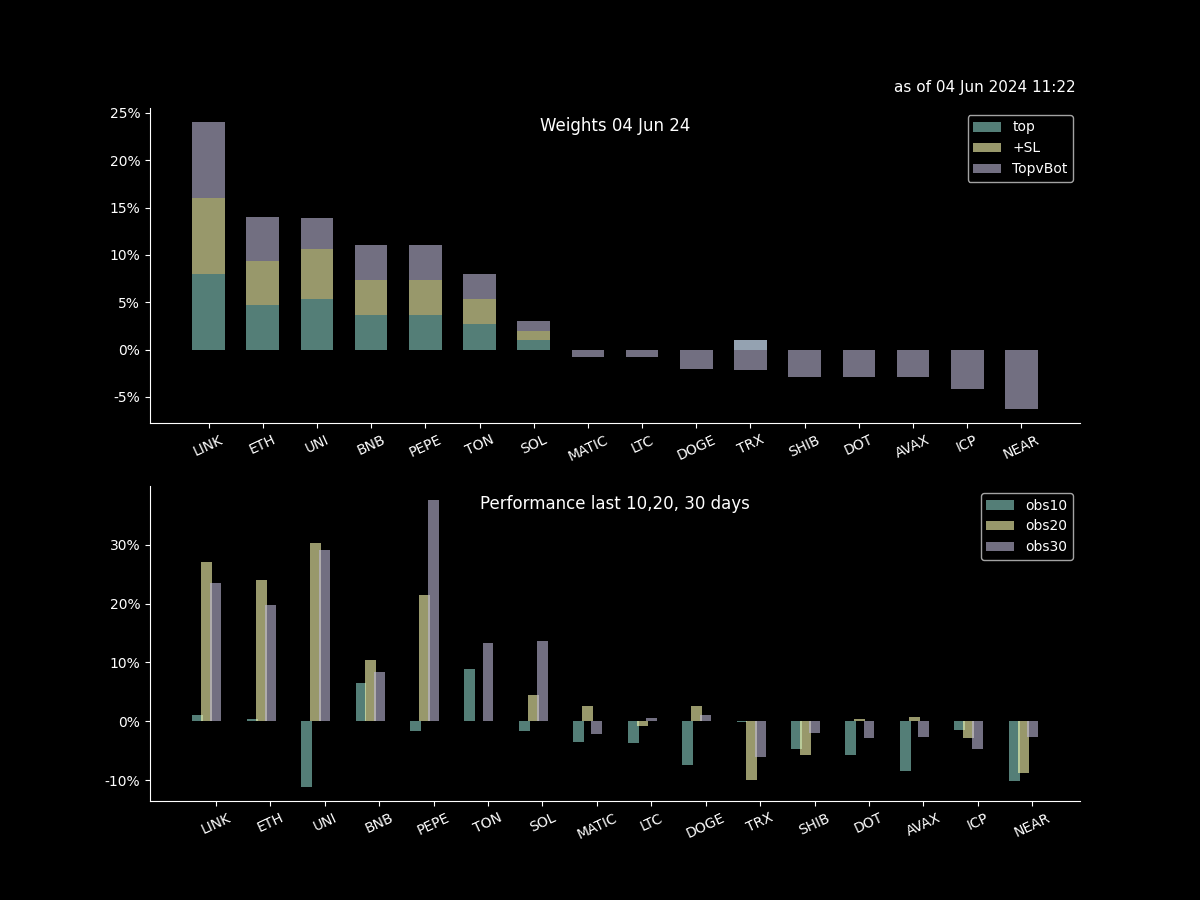 as of 04 Jun 2024 11:22
Weights 04 Jun 24
top
+SL
TopvBot
25%
20%
15%
10%
5%
0%
-5%
LINK ETH UNI BNB PEPE TON SOL MATIC LTC DOGE TRX SHIB DOT AVAX ICP NEAR
Performance last 10,20, 30 days
obs10
obs20
obs30
30%
20%
10%
0%
-10%
LINK ETH UNI BNB PEPE TON SOL MATIC LTC DOGE TRX SHIB DOT AVAX ICP NEAR